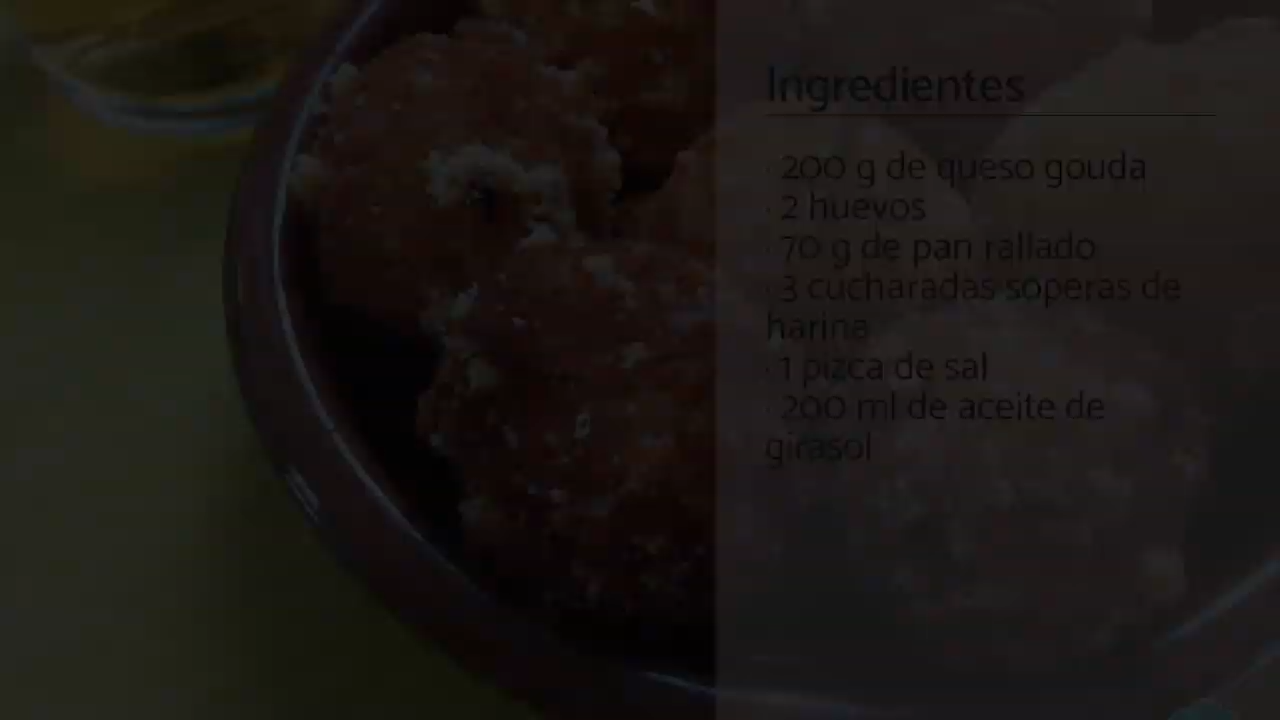 Ingredientes
· 200 g de queso gouda
· 2 huevos
· 70 g de pan rallado
· 3 cucharadas soperas de
harina
· 1 pizca de sal
· 200 ml de aceite de
girasol